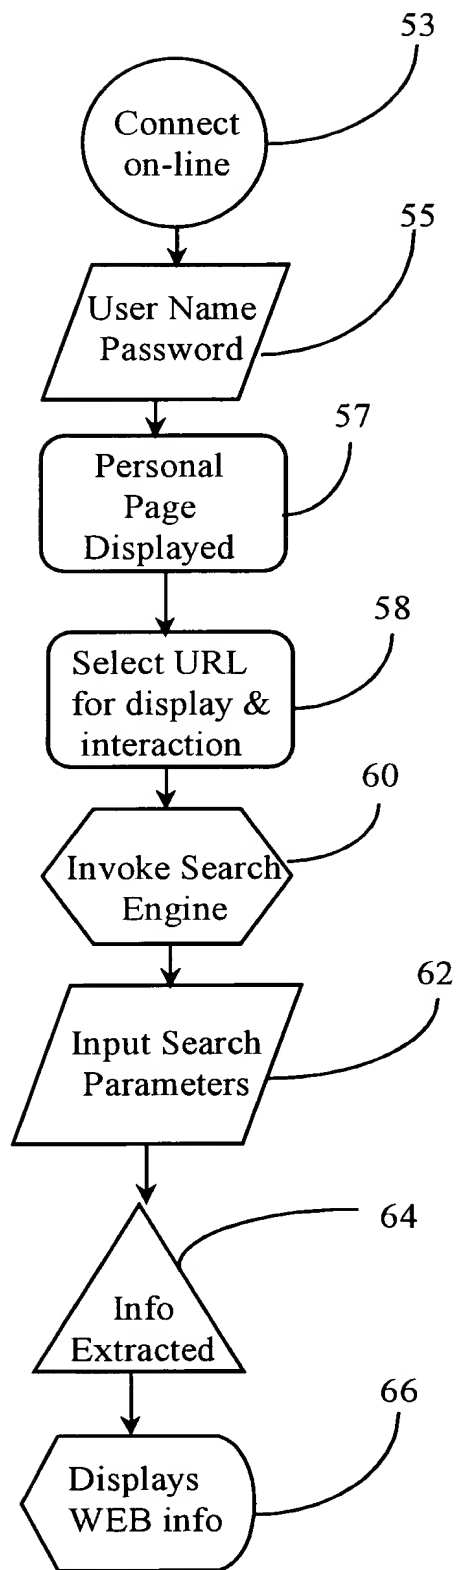 53
Connect
on-line
55
User Name
Password
57
Personal
Page
Displayed
58
Select URL
for display &
interaction
60
Invoke Search
Engine
62
Input Search
Parameters
64
Info
Extracted
66
Displays
WEB info